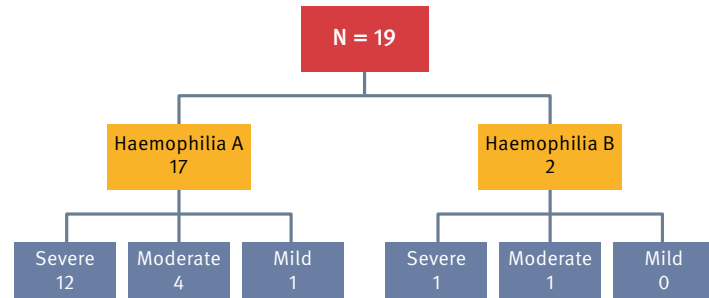 N = 19
Haemophilia A
17
Haemophilia B
2
Severe
12
Moderate
4
Mild
1
Severe
1
Moderate
1
Mild
0